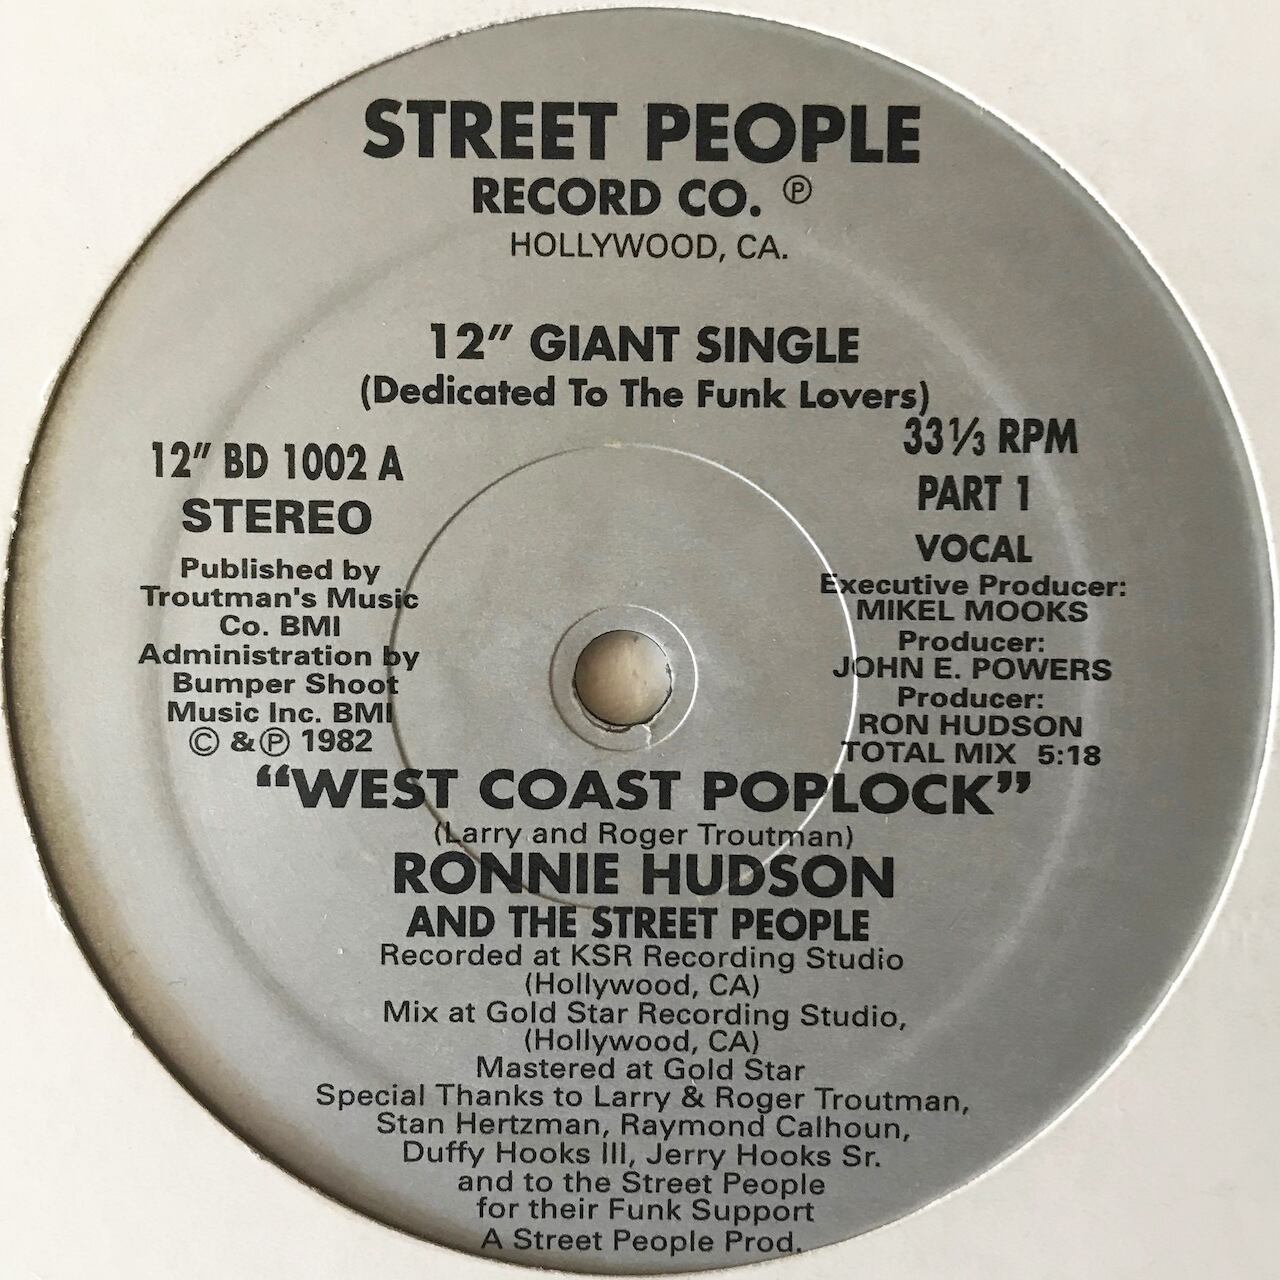 STREET PEOPLE
RECORD CO. ℗
HOLLYWOOD, CA.
12" GIANT SINGLE
(Dedicated To The Funk Lovers)
12" BD 1002 A
STEREO
Published by
Troutman's Music
Co. BMI
Administration by
Bumper Shoot
Music Inc. BMI
© & ℗ 1982
33⅓ RPM
PART 1
VOCAL
Executive Producer:
MIKEL MOOKS
Producer:
JOHN E. POWERS
Producer:
RON HUDSON
TOTAL MIX 5:18
“WEST COAST POPLOCK”
(Larry and Roger Troutman)
RONNIE HUDSON
AND THE STREET PEOPLE
Recorded at KSR Recording Studio
(Hollywood, CA)
Mix at Gold Star Recording Studio,
(Hollywood, CA)
Mastered at Gold Star
Special Thanks to Larry & Roger Troutman,
Stan Hertzman, Raymond Calhoun,
Duffy Hooks III, Jerry Hooks Sr.
and to the Street People
for their Funk Support
A Street People Prod.